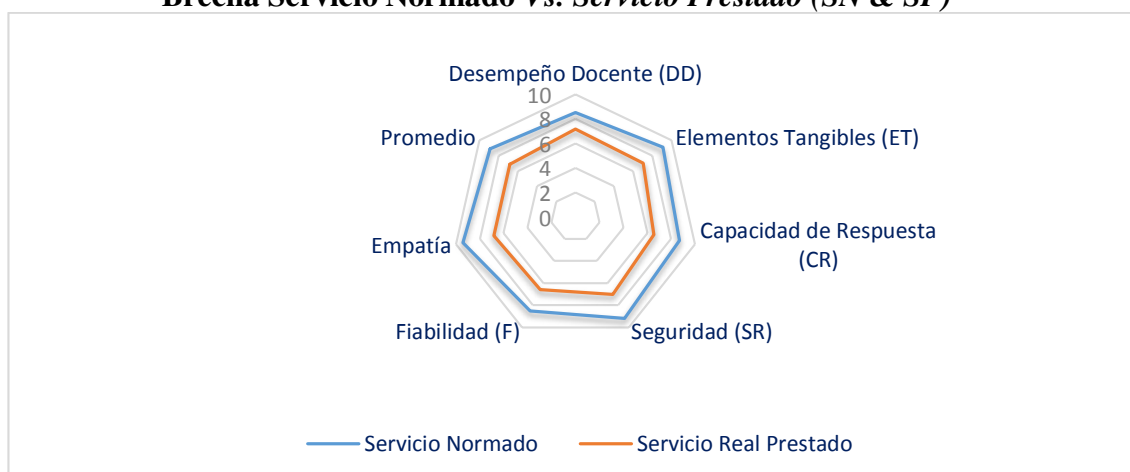 Brecha Servicio Normado Vs. Servicio Prestado (SN & SP)
Desempeño Docente (DD)
10
8
6
4
2
0
Promedio
Elementos Tangibles (ET)
Empatía
Capacidad de Respuesta
(CR)
Fiabilidad (F)
Seguridad (SR)
Servicio Normado
Servicio Real Prestado